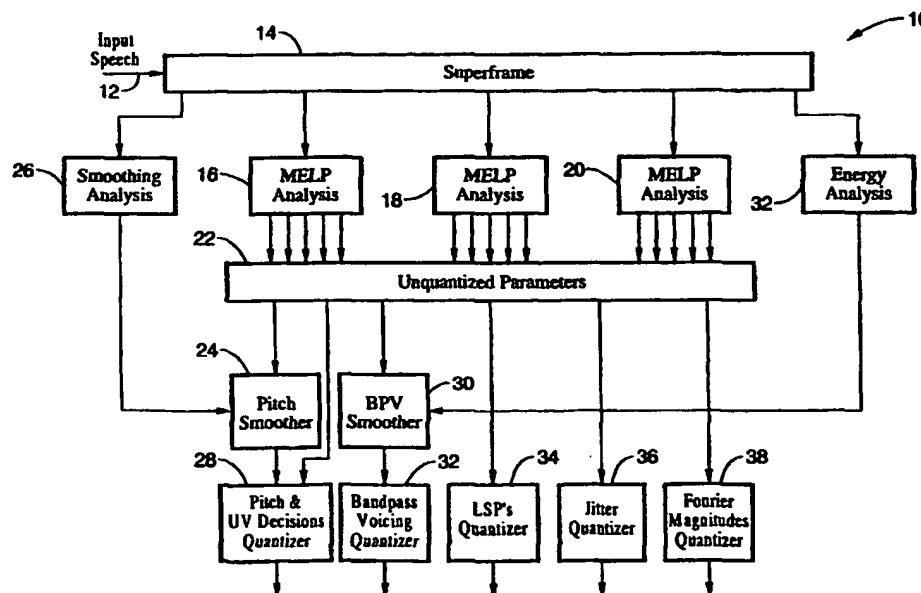 10
Input
Speech
12
14
Superframe
26
Smoothing
Analysis
16
MELP
Analysis
18
MELP
Analysis
20
MELP
Analysis
32
Energy
Analysis
22
Unquantized Parameters
24
Pitch
Smoother
BPV
Smoother
30
28
Pitch &
UV Decisions
Quantizer
32
Bandpass
Voicing
Quantizer
34
LSP's
Quantizer
36
Jitter
Quantizer
38
Fourier
Magnitudes
Quantizer